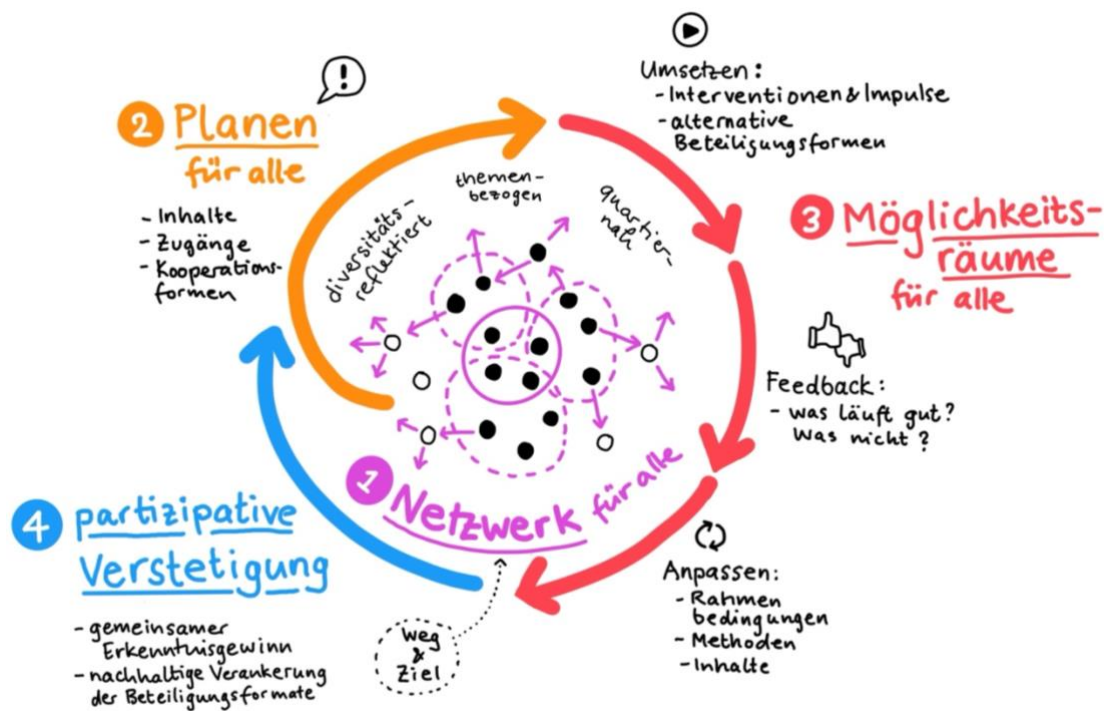 2 Planen
für alle
- Inhalte
- Zugänge
- Kooperations-
formen
!
Umsetzen:
- Interventionen & Impulse
- alternative
Beteiligungsformen
3 Möglichkeits-
räume
für alle
Feedback:
- was läuft gut?
Was nicht?
Anpassen:
- Rahmen
bedingungen
- Methoden
- Inhalte
diversitäts-
reflektiert
themen-
bezogen
quartier-
nah
1 Netzwerk für alle
Weg
&
Ziel
4 partizipative
Verstetigung
- gemeinsamer
Erkenntnisgewinn
- nachhaltige Verankerung
der Beteiligungsformate